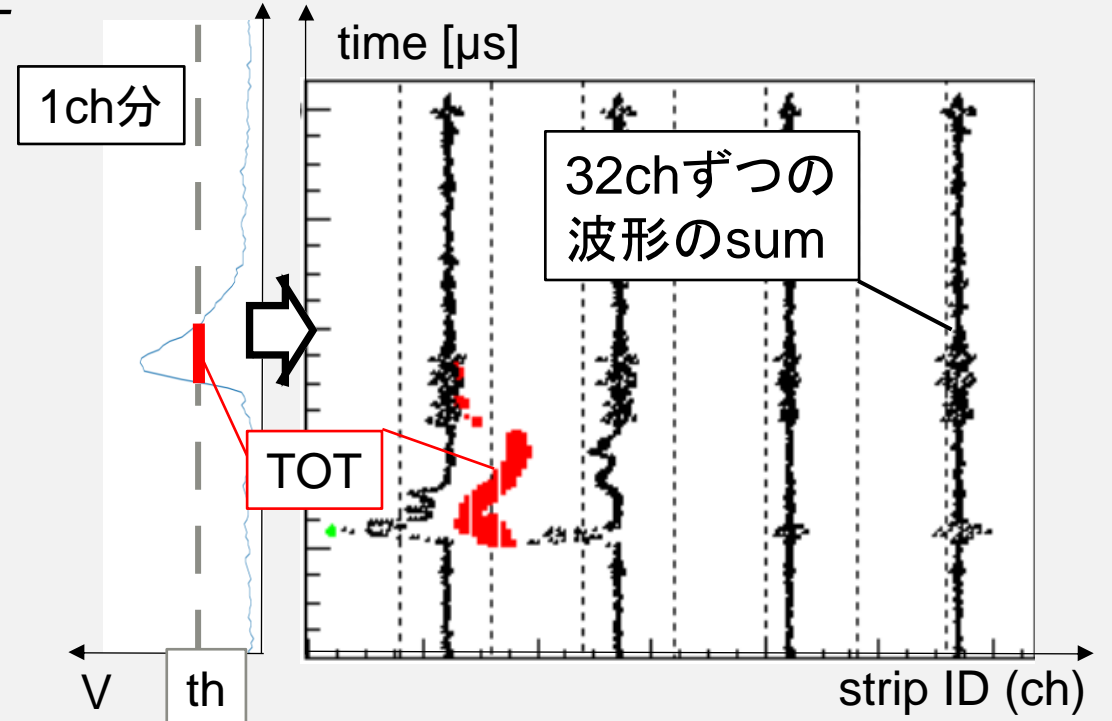 time [μs]
1ch分
32chずつの
波形のsum
TOT
V
th
strip ID (ch)